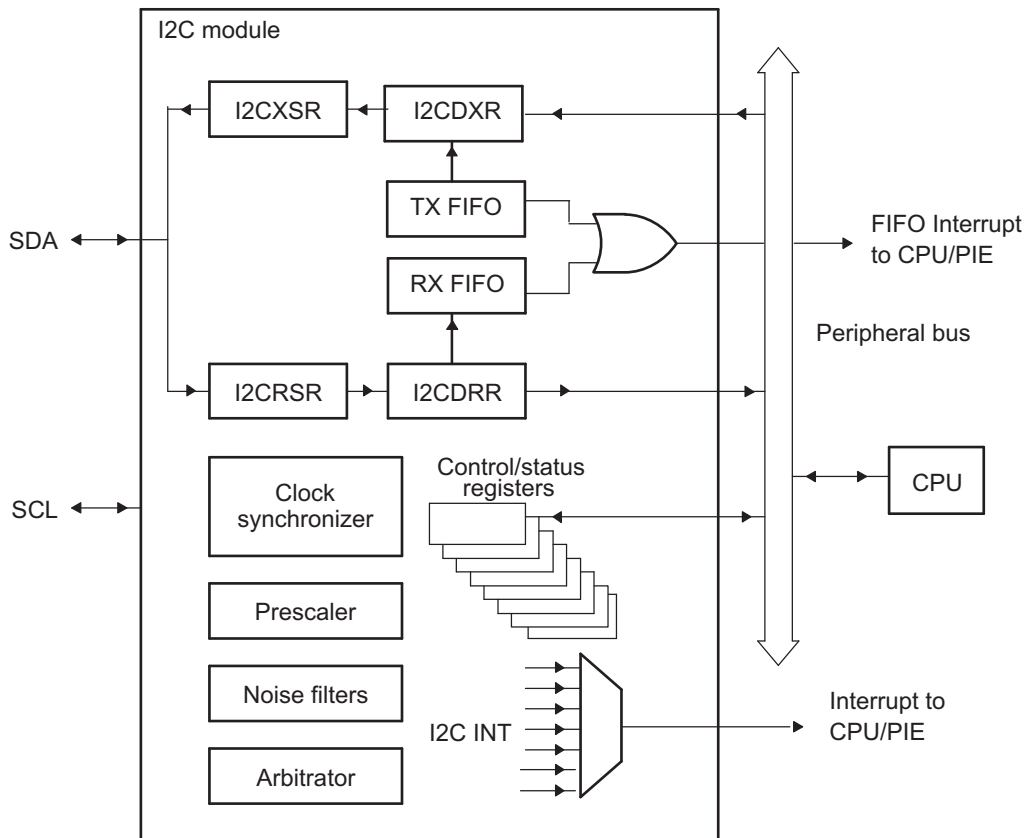 I2C module
I2CXSR
I2CDXR
TX FIFO
SDA
FIFO Interrupt
to CPU/PIE
RX FIFO
Peripheral bus
I2CRSR
I2CDRR
Control/status
registers
Clock
synchronizer
CPU
SCL
Prescaler
Noise filters
I2C INT
Interrupt to
CPU/PIE
Arbitrator